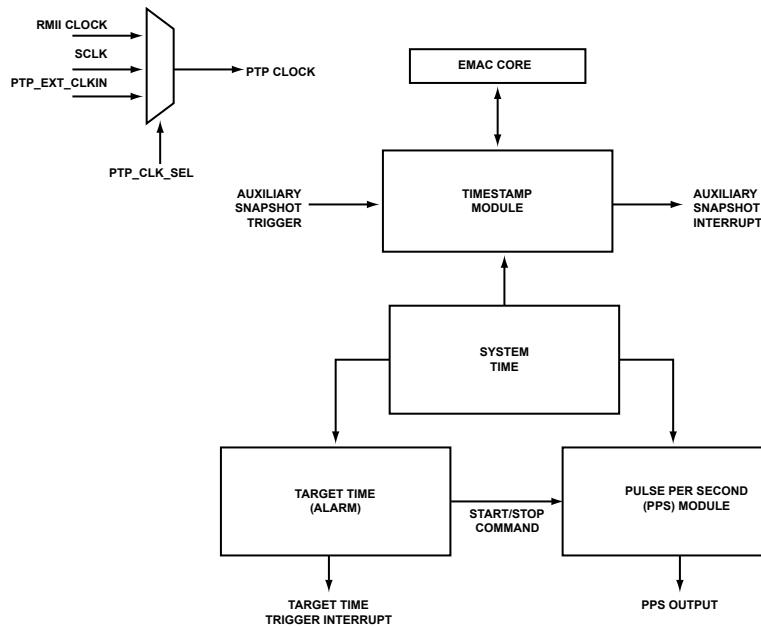 RMII CLOCK
SCLK
PTP_EXT_CLKIN
PTP CLOCK
PTP_CLK_SEL
EMAC CORE
AUXILIARY
SNAPSHOT
TRIGGER
TIMESTAMP
MODULE
AUXILIARY
SNAPSHOT
INTERRUPT
SYSTEM
TIME
TARGET TIME
(ALARM)
START/STOP
COMMAND
PULSE PER SECOND
(PPS) MODULE
TARGET TIME
TRIGGER INTERRUPT
PPS OUTPUT